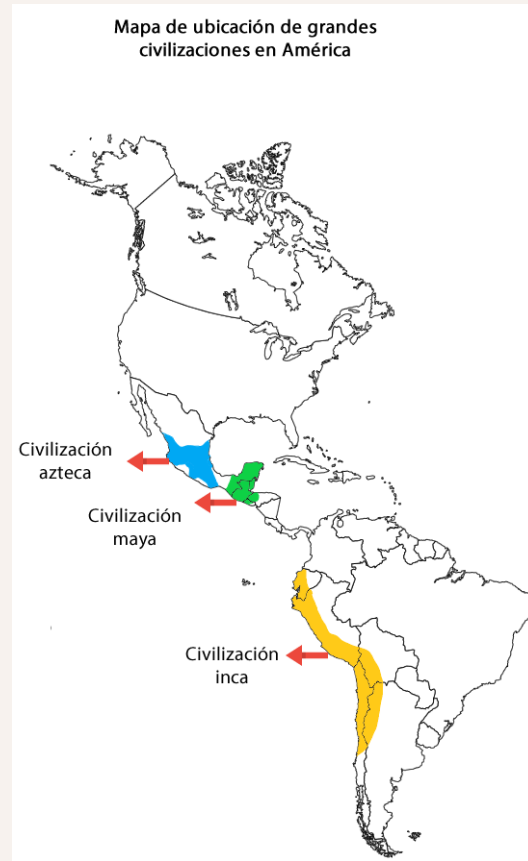 Mapa de ubicación de grandes
civilizaciones en América
Civilización
azteca
Civilización
maya
Civilización
inca